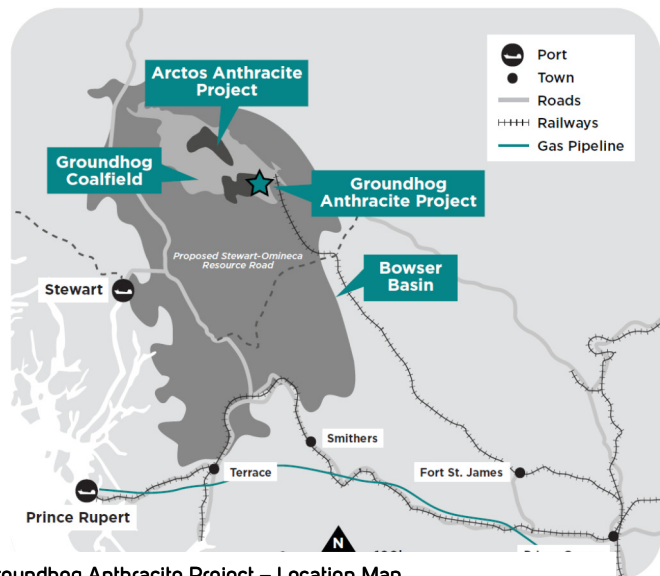 Arctos Anthracite
Project
Port
Town
Roads
Railways
Gas Pipeline
Groundhog
Coalfield
Groundhog
Anthracite Project
Proposed Stewart-Omineca
Resource Road
Bowser
Basin
Stewart
Smithers
Terrace
Fort St. James
Prince Rupert
N
Anthracite Project – Location Map